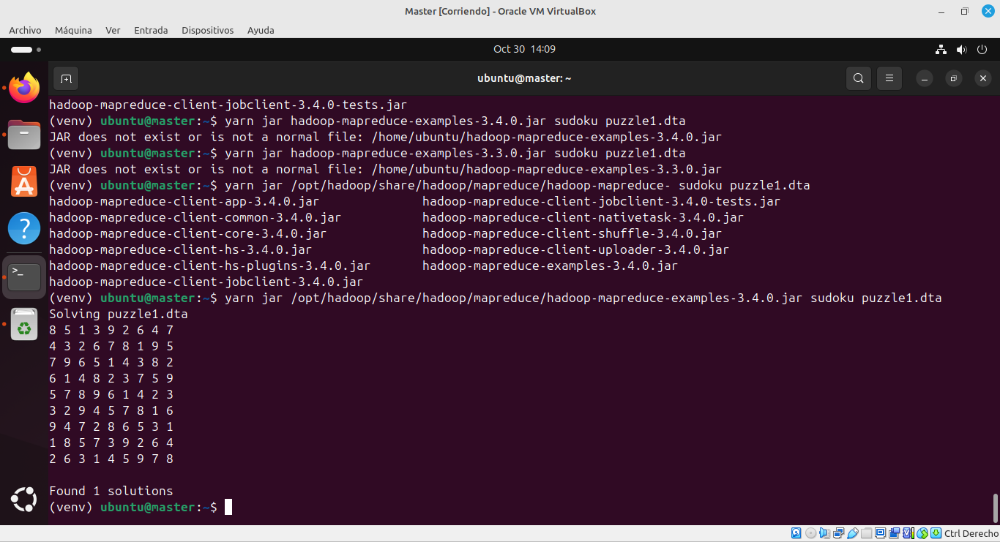 Master [Corriendo] - Oracle VM VirtualBox
Archivo Máquina Ver Entrada Dispositivos Ayuda
Oct 30 14:09
ubuntu@master: ~
hadoop-mapreduce-client-jobclient-3.4.0-tests.jar
(venv) ubuntu@master:~$ yarn jar hadoop-mapreduce-examples-3.4.0.jar sudoku puzzle1.dta
JAR does not exist or is not a normal file: /home/ubuntu/hadoop-mapreduce-examples-3.4.0.jar
(venv) ubuntu@master:~$ yarn jar hadoop-mapreduce-examples-3.3.0.jar sudoku puzzle1.dta
JAR does not exist or is not a normal file: /home/ubuntu/hadoop-mapreduce-examples-3.3.0.jar
(venv) ubuntu@master:~$ yarn jar /opt/hadoop/share/hadoop/mapreduce/hadoop-mapreduce- sudoku puzzle1.dta
hadoop-mapreduce-client-app-3.4.0.jar hadoop-mapreduce-client-jobclient-3.4.0-tests.jar
hadoop-mapreduce-client-common-3.4.0.jar hadoop-mapreduce-client-nativetask-3.4.0.jar
hadoop-mapreduce-client-core-3.4.0.jar hadoop-mapreduce-client-shuffle-3.4.0.jar
hadoop-mapreduce-client-hs-3.4.0.jar hadoop-mapreduce-client-uploader-3.4.0.jar
hadoop-mapreduce-client-hs-plugins-3.4.0.jar hadoop-mapreduce-examples-3.4.0.jar
hadoop-mapreduce-client-jobclient-3.4.0.jar
(venv) ubuntu@master:~$ yarn jar /opt/hadoop/share/hadoop/mapreduce/hadoop-mapreduce-examples-3.4.0.jar sudoku puzzle1.dta
Solving puzzle1.dta
8 5 1 3 9 2 6 4 7
4 3 2 6 7 8 1 9 5
7 9 6 5 1 4 3 8 2
6 1 4 8 2 3 7 5 9
5 7 8 9 6 1 4 2 3
3 2 9 4 5 7 8 1 6
9 4 7 2 8 6 5 3 1
1 8 5 7 3 9 2 6 4
2 6 3 1 4 5 9 7 8
Found 1 solutions
(venv) ubuntu@master:~$
Ctrl Derecho